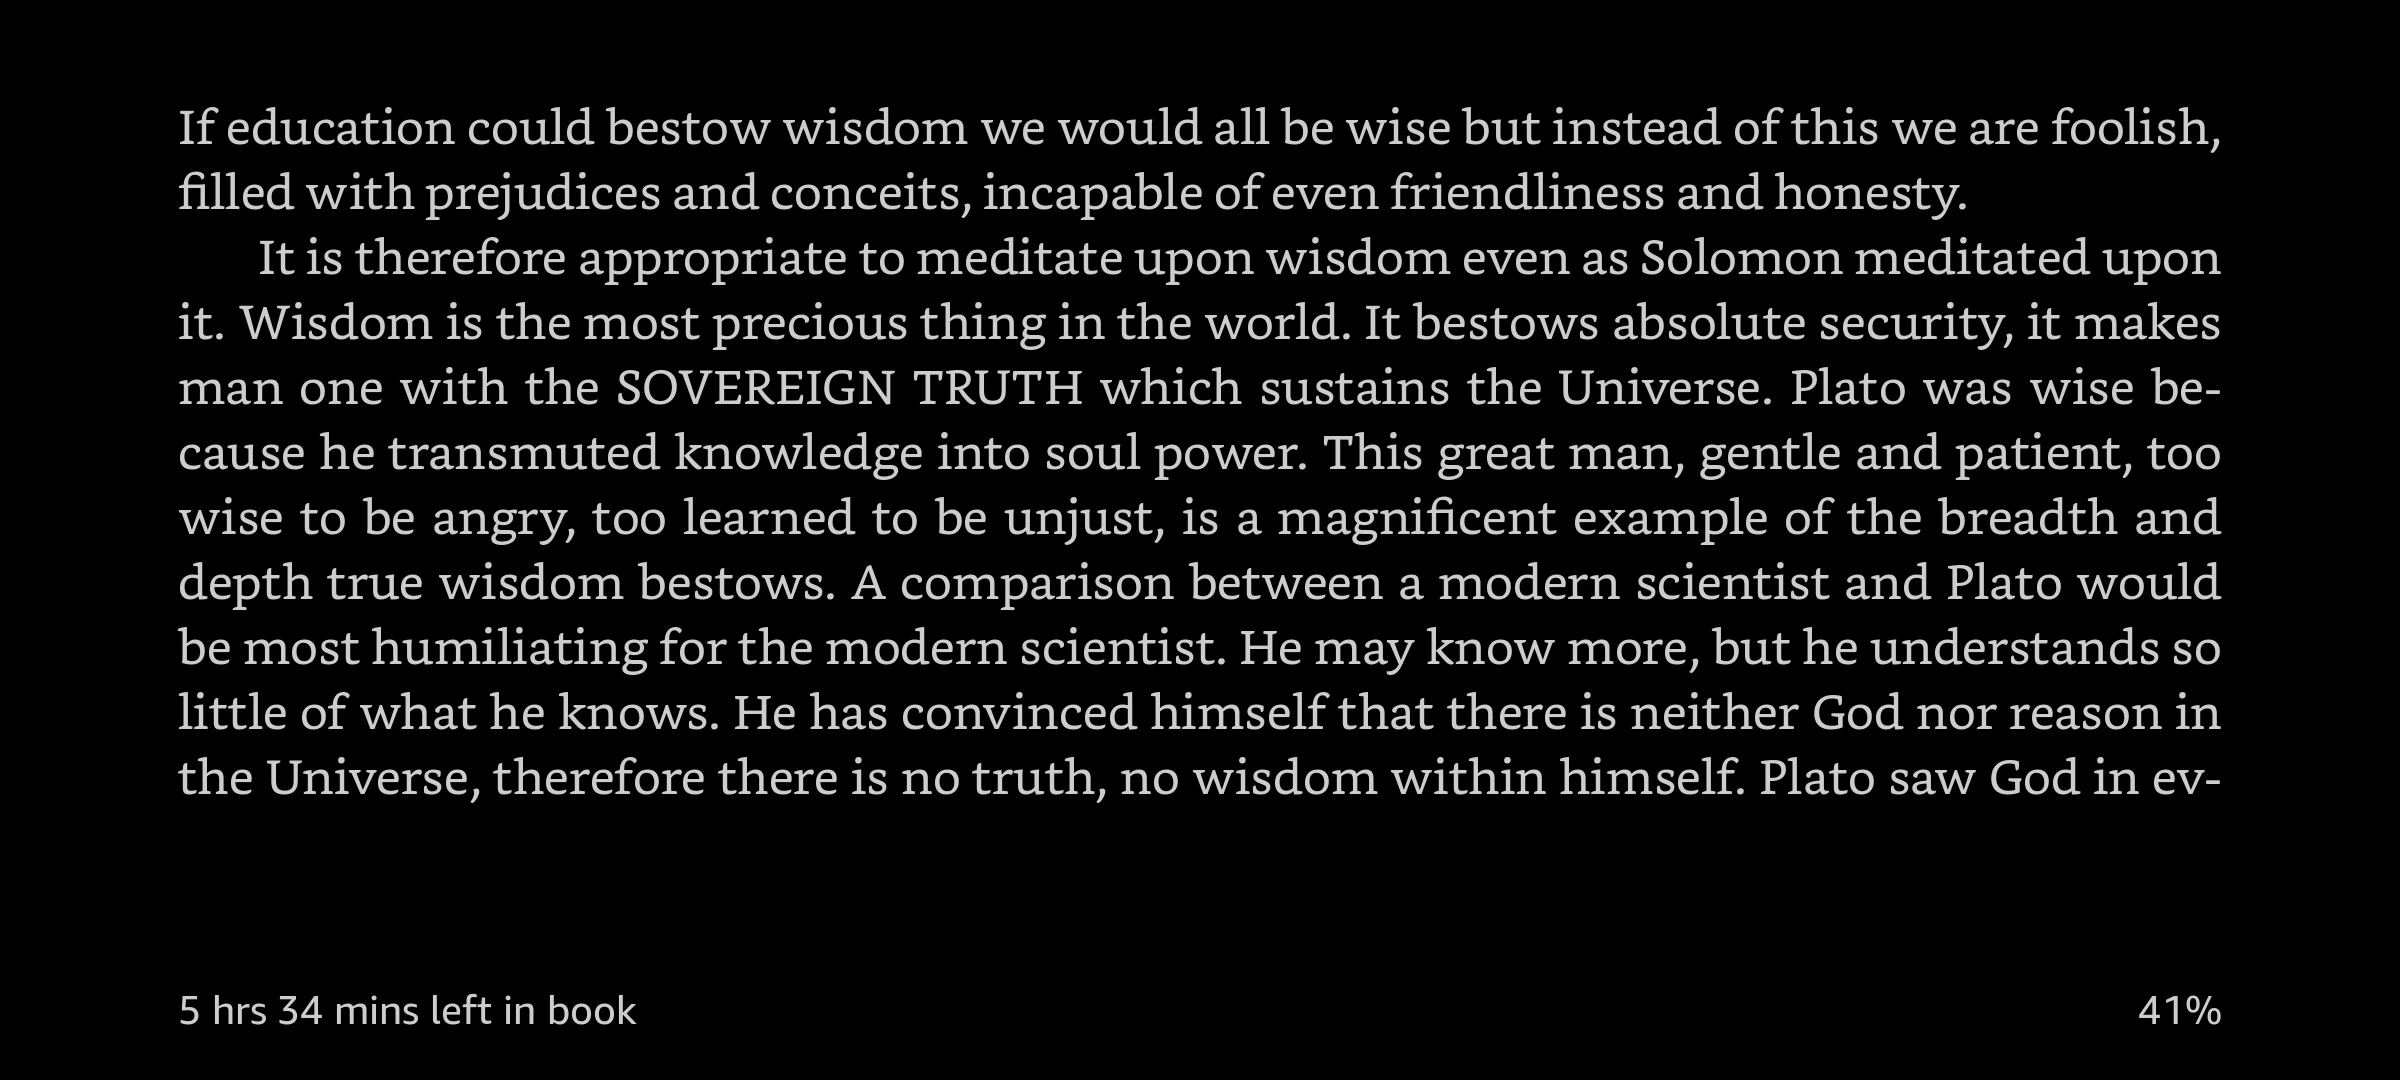 If education could bestow wisdom we would all be wise but instead of this we are foolish,
filled with prejudices and conceits, incapable of even friendliness and honesty.
It is therefore appropriate to meditate upon wisdom even as Solomon meditated upon
it. Wisdom is the most precious thing in the world. It bestows absolute security, it makes
man one with the SOVEREIGN TRUTH which sustains the Universe. Plato was wise be-
cause he transmuted knowledge into soul power. This great man, gentle and patient, too
wise to be angry, too learned to be unjust, is a magnificent example of the breadth and
depth true wisdom bestows. A comparison between a modern scientist and Plato would
be most humiliating for the modern scientist. He may know more, but he understands so
little of what he knows. He has convinced himself that there is neither God nor reason in
the Universe, therefore there is no truth, no wisdom within himself. Plato saw God in ev-
5 hrs 34 mins left in book
41%